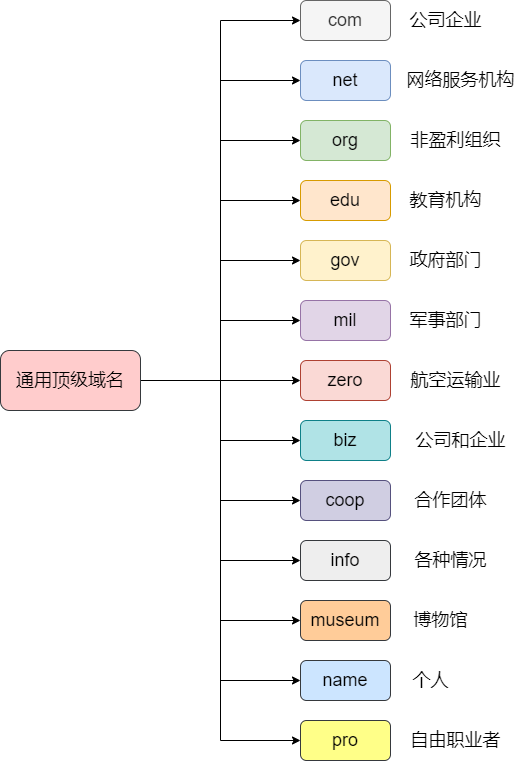 com 公司企业
net 网络服务机构
org 非盈利组织
edu 教育机构
gov 政府部门
mil 军事部门
通用顶级域名
zero 航空运输业
biz 公司和企业
coop 合作团体
info 各种情况
museum 博物馆
name 个人
pro 自由职业者